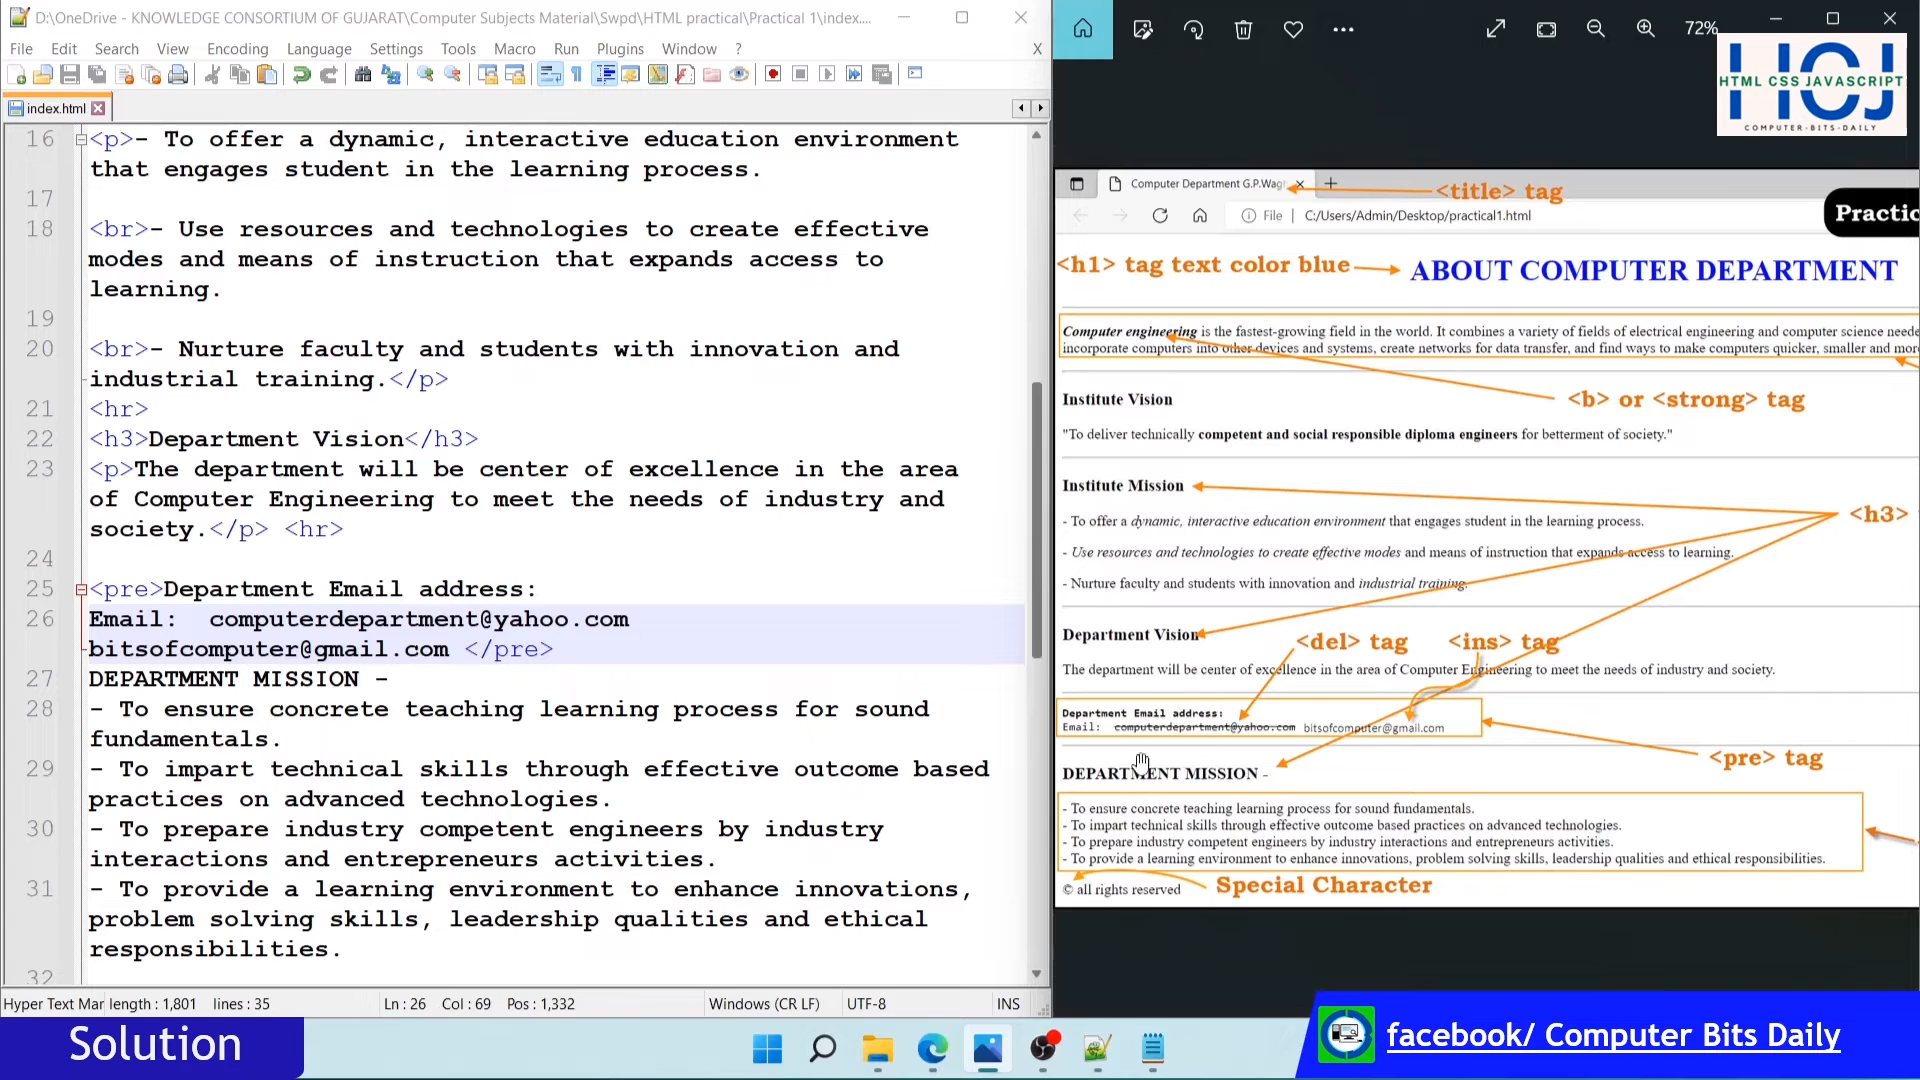 D:\OneDrive - KNOWLEDGE CONSORTIUM OF GUJARAT\Computer Subjects Material\Swpd\HTML practical\Practical 1\index....
File Edit Search View Encoding Language Settings Tools Macro Run Plugins Window ? X
index.html
16 <p>- To offer a dynamic, interactive education environment
that engages student in the learning process.
17
18 <br>- Use resources and technologies to create effective
modes and means of instruction that expands access to
learning.
19
20 <br>- Nurture faculty and students with innovation and
industrial training.</p>
21 <hr>
22 <h3>Department Vision</h3>
23 <p>The department will be center of excellence in the area
of Computer Engineering to meet the needs of industry and
society.</p> <hr>
24
25 <pre>Department Email address:
26 Email:  computerdepartment@yahoo.com
bitsofcomputer@gmail.com </pre>
27 DEPARTMENT MISSION -
28 - To ensure concrete teaching learning process for sound
fundamentals.
29 - To impart technical skills through effective outcome based
practices on advanced technologies.
30 - To prepare industry competent engineers by industry
interactions and entrepreneurs activities.
31 - To provide a learning environment to enhance innovations,
problem solving skills, leadership qualities and ethical
responsibilities.
32
Hyper Text Mar length : 1,801 lines : 35 Ln : 26 Col : 69 Pos : 1,332 Windows (CR LF) UTF-8 INS
Solution
72%
HCJ
HTML CSS JAVASCRIPT
COMPUTER-BITS-DAILY
Computer Department G.P.Wag
<title> tag
File C:/Users/Admin/Desktop/practical1.html
Practic
<h1> tag text color blue
ABOUT COMPUTER DEPARTMENT
Computer engineering is the fastest-growing field in the world. It combines a variety of fields of electrical engineering and computer science neede
incorporate computers into other devices and systems, create networks for data transfer, and find ways to make computers quicker, smaller and mor
Institute Vision
<b> or <strong> tag
"To deliver technically competent and social responsible diploma engineers for betterment of society."
Institute Mission
<h3>
- To offer a dynamic, interactive education environment that engages student in the learning process.
- Use resources and technologies to create effective modes and means of instruction that expands access to learning.
- Nurture faculty and students with innovation and industrial training.
Department Vision
<del> tag <ins> tag
The department will be center of excellence in the area of Computer Engineering to meet the needs of industry and society.
Department Email address:
Email: computerdepartment@yahoo.com bitsofcomputer@gmail.com
<pre> tag
DEPARTMENT MISSION -
- To ensure concrete teaching learning process for sound fundamentals.
- To impart technical skills through effective outcome based practices on advanced technologies.
- To prepare industry competent engineers by industry interactions and entrepreneurs activities.
- To provide a learning environment to enhance innovations, problem solving skills, leadership qualities and ethical responsibilities.
© all rights reserved
Special Character
facebook/ Computer Bits Daily